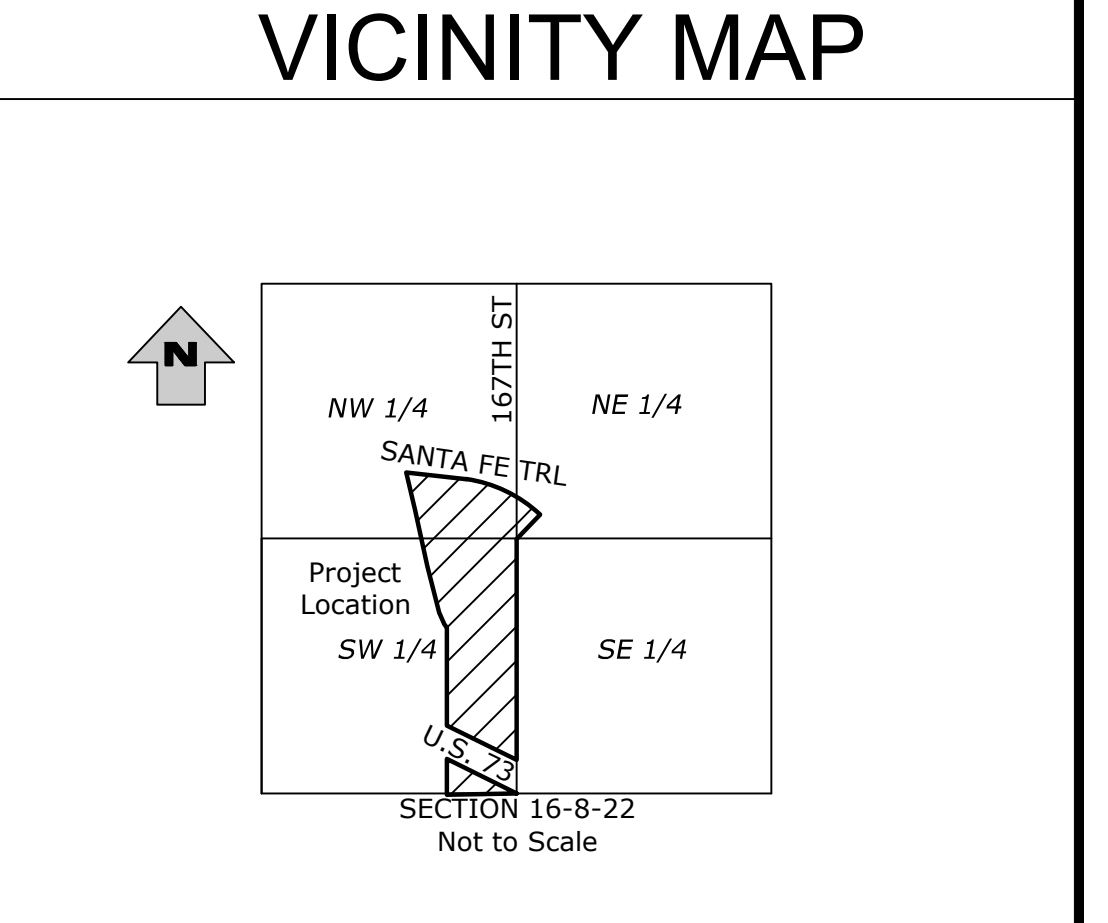 VICINITY MAP
167TH ST
N
NW 1/4
NE 1/4
SANTA FE TRL
Project
Location
SW 1/4
SE 1/4
U.S. 73
SECTION 16-8-22
Not to Scale